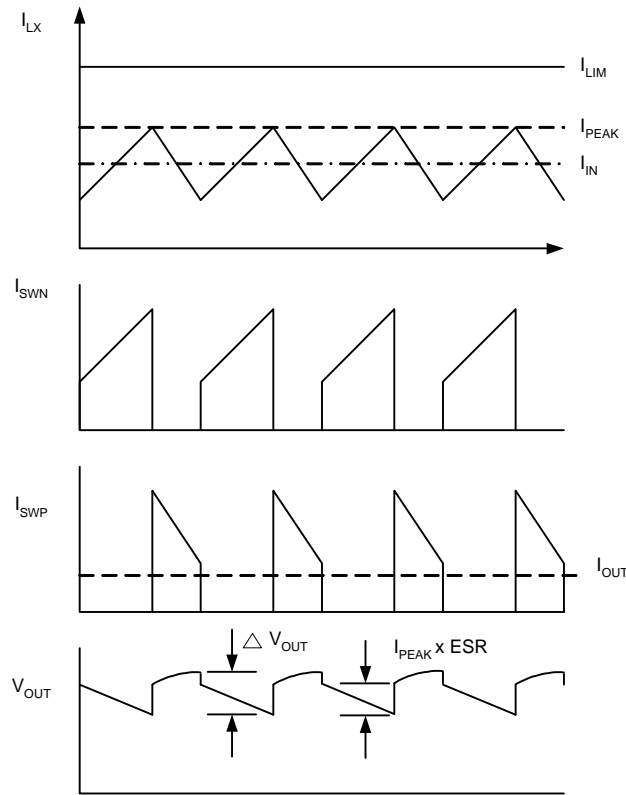 I_LX
I_LIM
I_PEAK
I_IN
I_SWN
I_SWP
I_OUT
△ V_OUT
I_PEAK x ESR
V_OUT